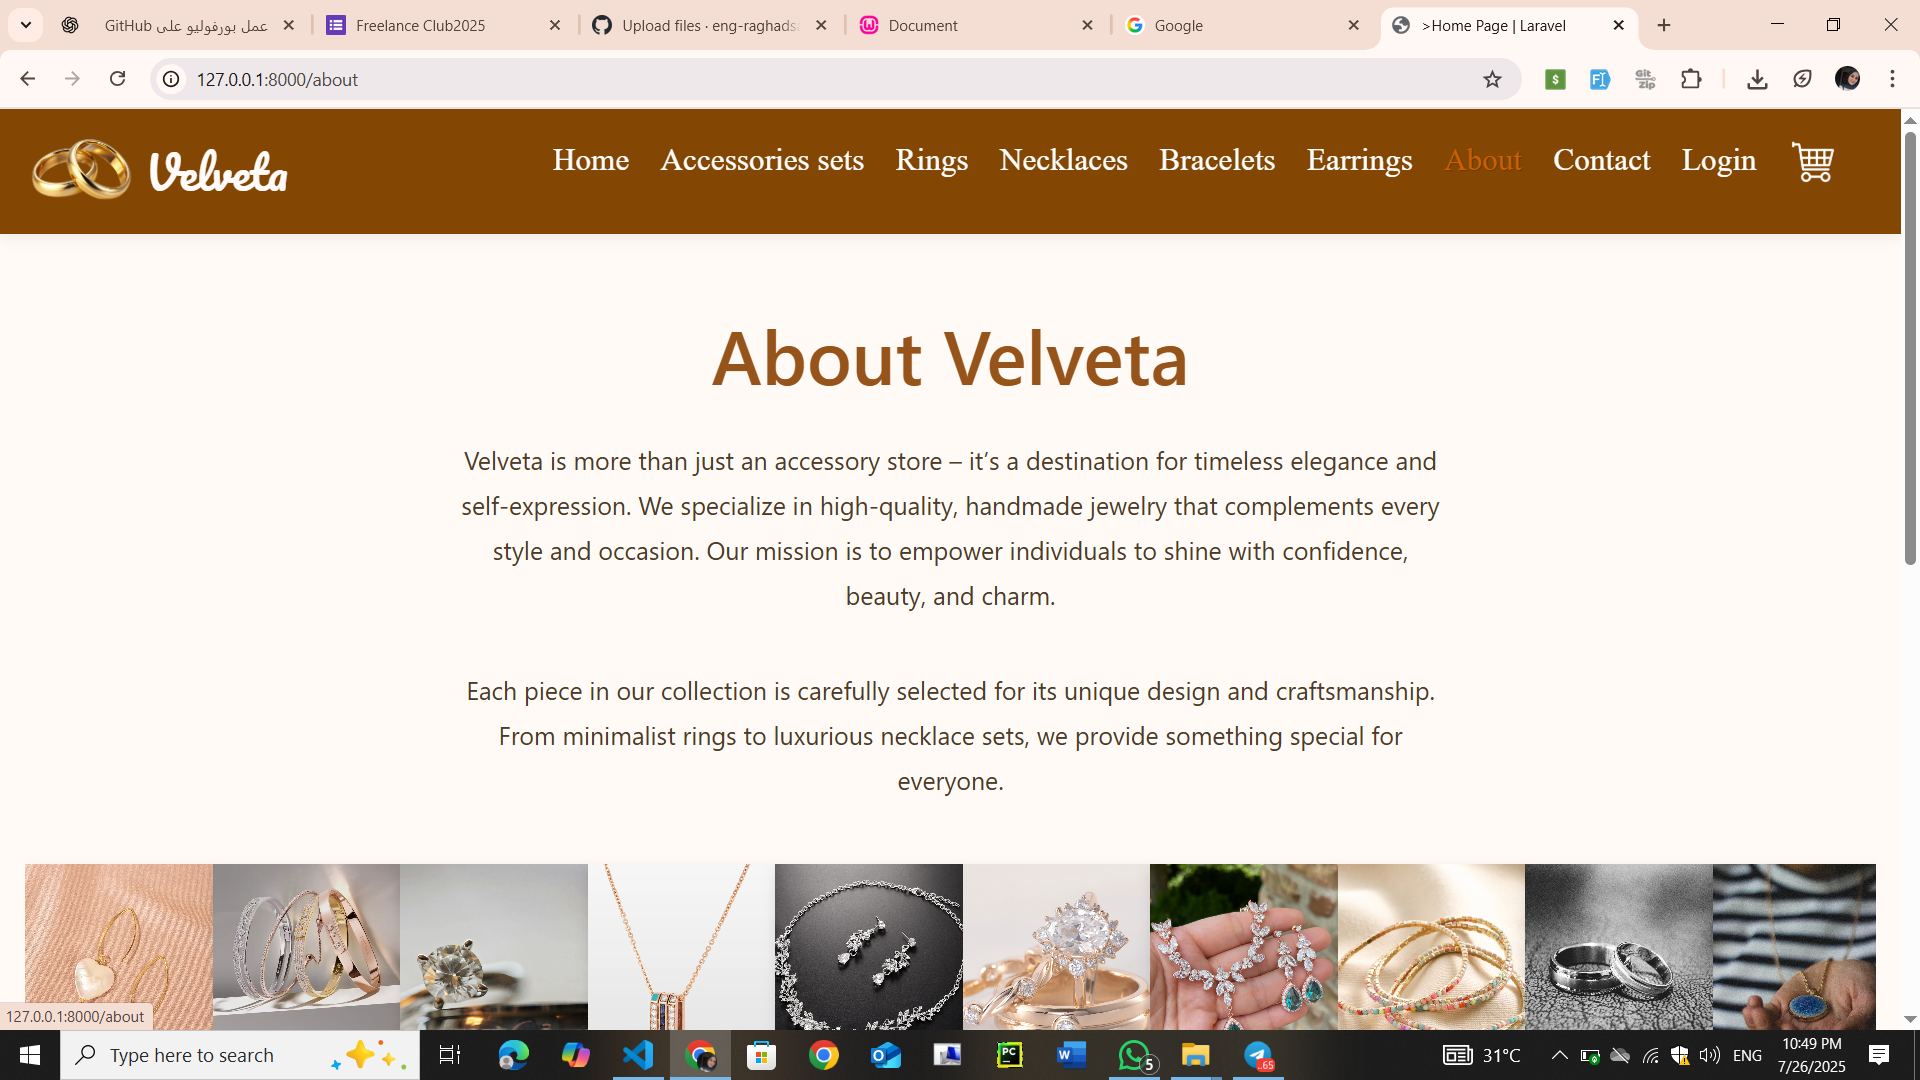 عمل بورفوليو على GitHub
Freelance Club2025
Upload files · eng-raghads
Document
Google
>Home Page | Laravel
127.0.0.1:8000/about
Velveta
Home
Accessories sets
Rings
Necklaces
Bracelets
Earrings
About
Contact
Login
About Velveta
Velveta is more than just an accessory store – it’s a destination for timeless elegance and
self-expression. We specialize in high-quality, handmade jewelry that complements every
style and occasion. Our mission is to empower individuals to shine with confidence,
beauty, and charm.
Each piece in our collection is carefully selected for its unique design and craftsmanship.
From minimalist rings to luxurious necklace sets, we provide something special for
everyone.
127.0.0.1:8000/about
Type here to search
5
65
31°C
ENG
10:49 PM
7/26/2025